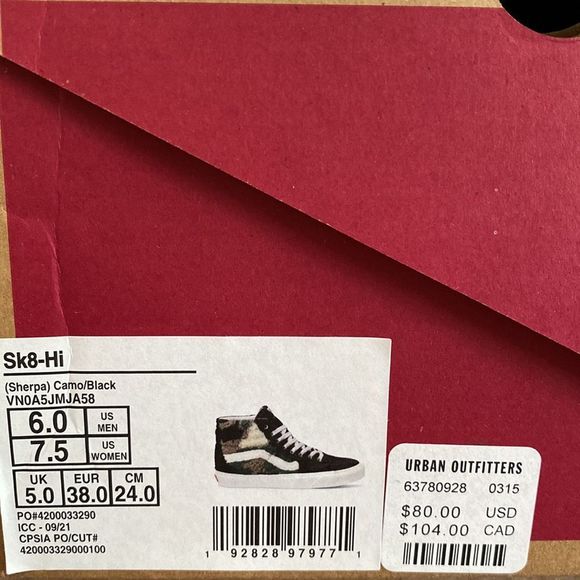 Sk8-Hi
(Sherpa) Camo/Black
VN0A5JMJA58
6.0 US MEN
7.5 US WOMEN
UK EUR CM
5.0 38.0 24.0
PO#4200033290
ICC - 09/21
CPSIA PO/CUT#
420003329000100
1 92828 97977 1
URBAN OUTFITTERS
63780928 0315
$80.00 USD
$104.00 CAD